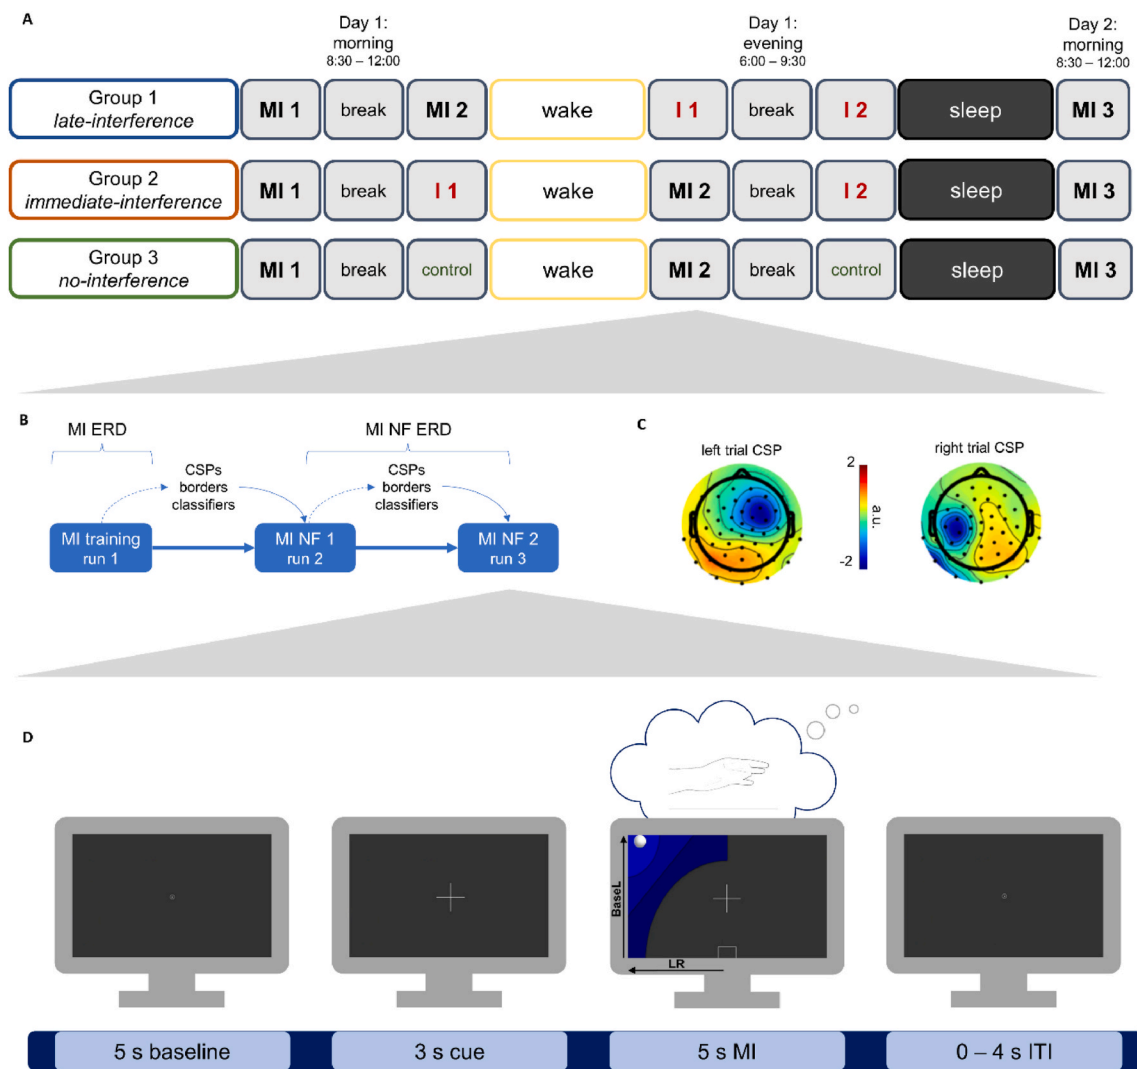 A
Day 1:
morning
8:30 – 12:00
Day 1:
evening
6:00 – 9:30
Day 2:
morning
8:30 – 12:00
Group 1
late-interference
MI 1
break
MI 2
wake
I 1
break
I 2
sleep
MI 3
Group 2
immediate-interference
MI 1
break
I 1
wake
MI 2
break
I 2
sleep
MI 3
Group 3
no-interference
MI 1
break
control
wake
MI 2
break
control
sleep
MI 3
B
MI ERD
MI NF ERD
CSPs
borders
classifiers
CSPs
borders
classifiers
MI training
run 1
MI NF 1
run 2
MI NF 2
run 3
C
left trial CSP
right trial CSP
2
a.u.
-2
D
BaseL
LR
5 s baseline
3 s cue
5 s MI
0 – 4 s ITI